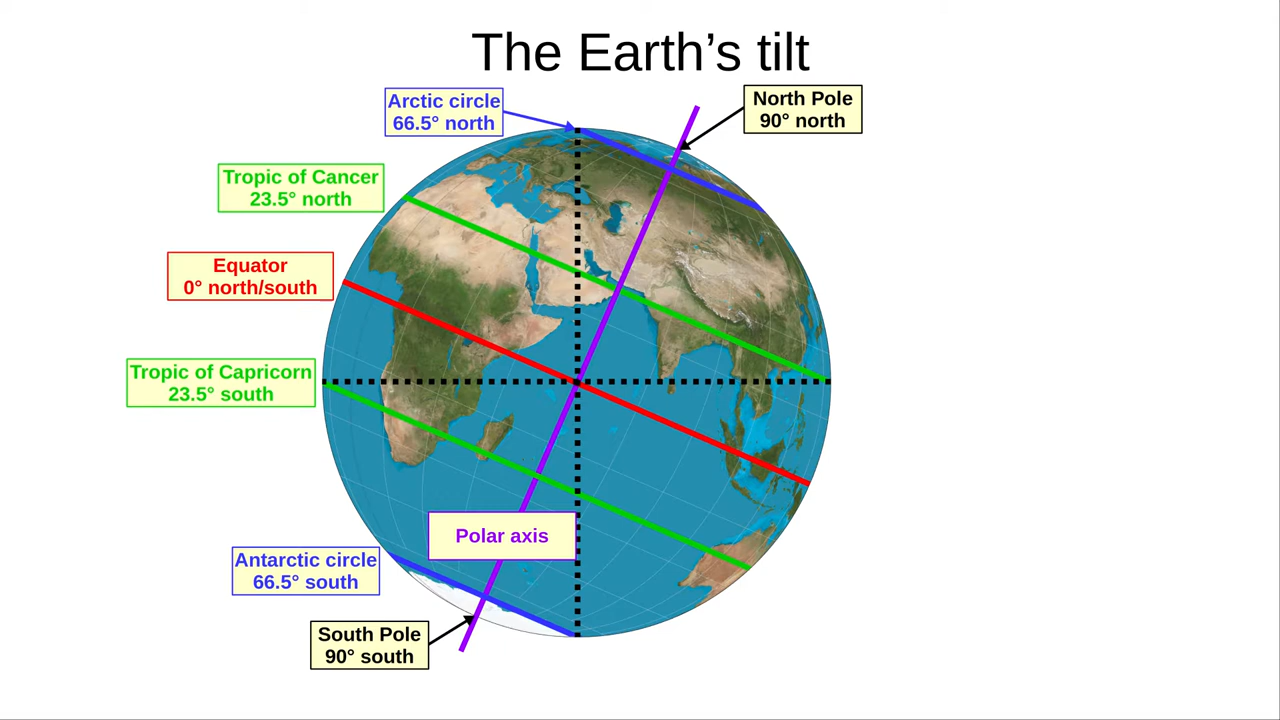 The Earth’s tilt
Arctic circle
66.5° north
North Pole
90° north
Tropic of Cancer
23.5° north
Equator
0° north/south
Tropic of Capricorn
23.5° south
Polar axis
Antarctic circle
66.5° south
South Pole
90° south